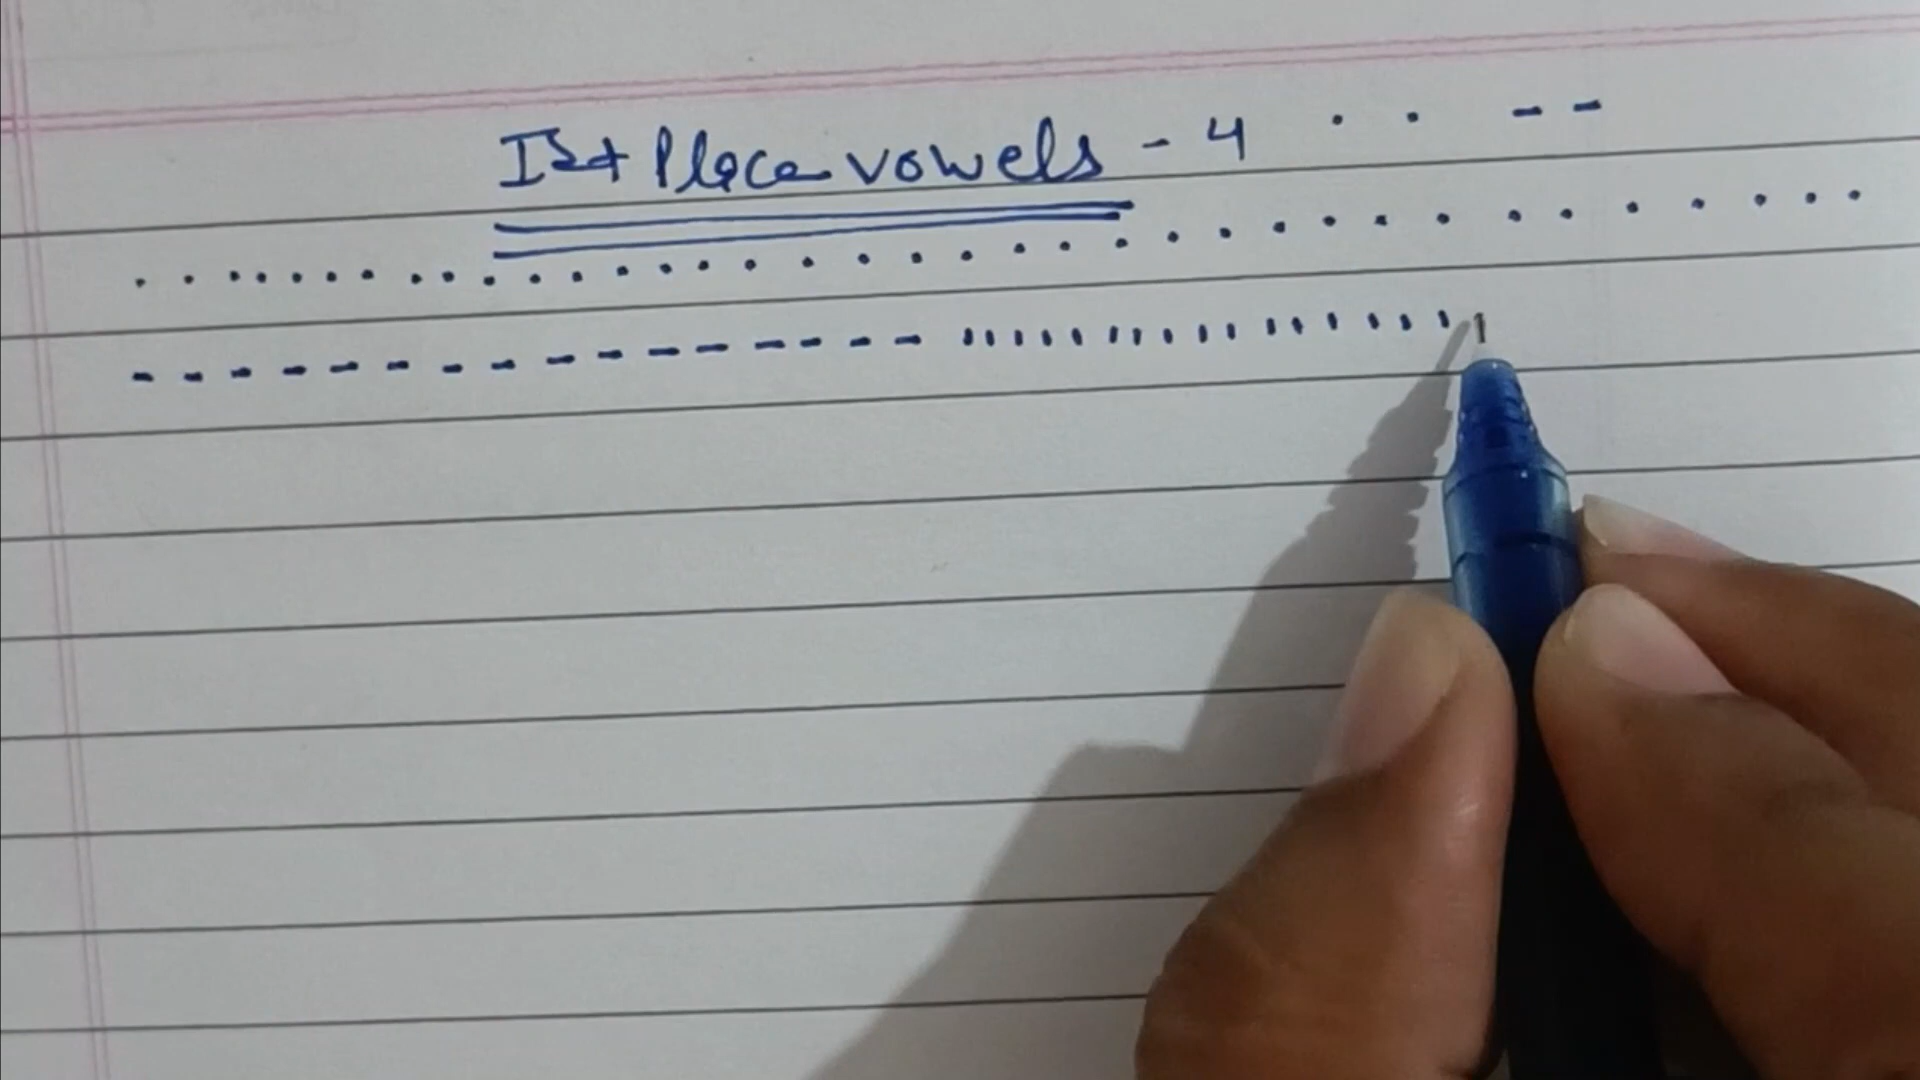 Ist Place vowels - 4 . . - -